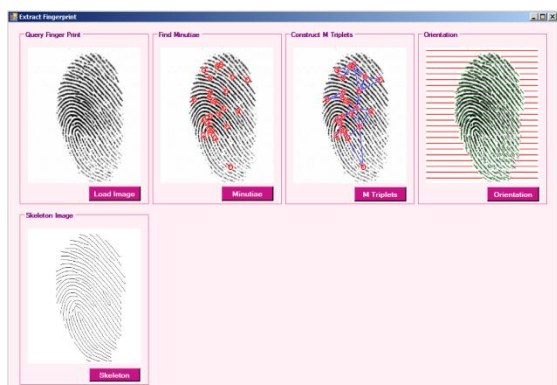 Extract Fingerprint
Query Finger Print
Find Minutiae
Construct M Triplets
Orientation
Load Image
Minutiae
M Triplets
Orientation
Skeleton Image
Skeleton